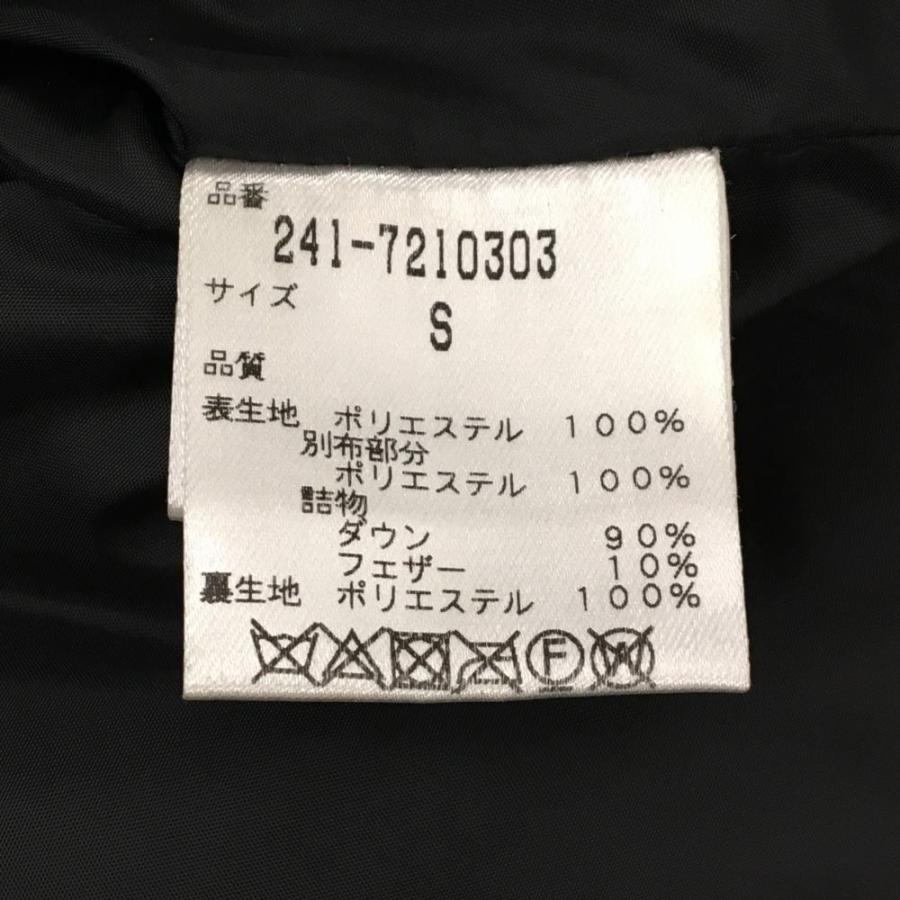 品番
241-7210303
サイズ
S
品質
表生地 ポリエステル 100%
別布部分
ポリエステル 100%
詰物
ダウン 90%
フェザー 10%
裏生地 ポリエステル 100%
F W